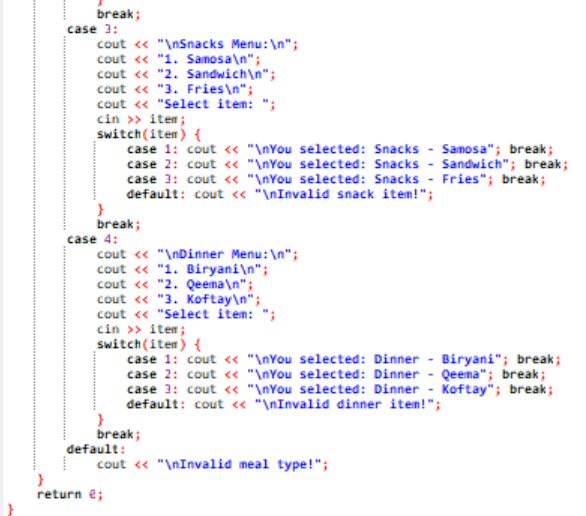 }
break;
case 3:
cout << "\nSnacks Menu:\n";
cout << "1. Samosa\n";
cout << "2. Sandwich\n";
cout << "3. Fries\n";
cout << "Select item: ";
cin >> item;
switch(item) {
case 1: cout << "\nYou selected: Snacks - Samosa"; break;
case 2: cout << "\nYou selected: Snacks - Sandwich"; break;
case 3: cout << "\nYou selected: Snacks - Fries"; break;
default: cout << "\nInvalid snack item!";
}
break;
case 4:
cout << "\nDinner Menu:\n";
cout << "1. Biryani\n";
cout << "2. Qeema\n";
cout << "3. Koftay\n";
cout << "Select item: ";
cin >> item;
switch(item) {
case 1: cout << "\nYou selected: Dinner - Biryani"; break;
case 2: cout << "\nYou selected: Dinner - Qeema"; break;
case 3: cout << "\nYou selected: Dinner - Koftay"; break;
default: cout << "\nInvalid dinner item!";
}
break;
default:
cout << "\nInvalid meal type!";
}
return 0;
}